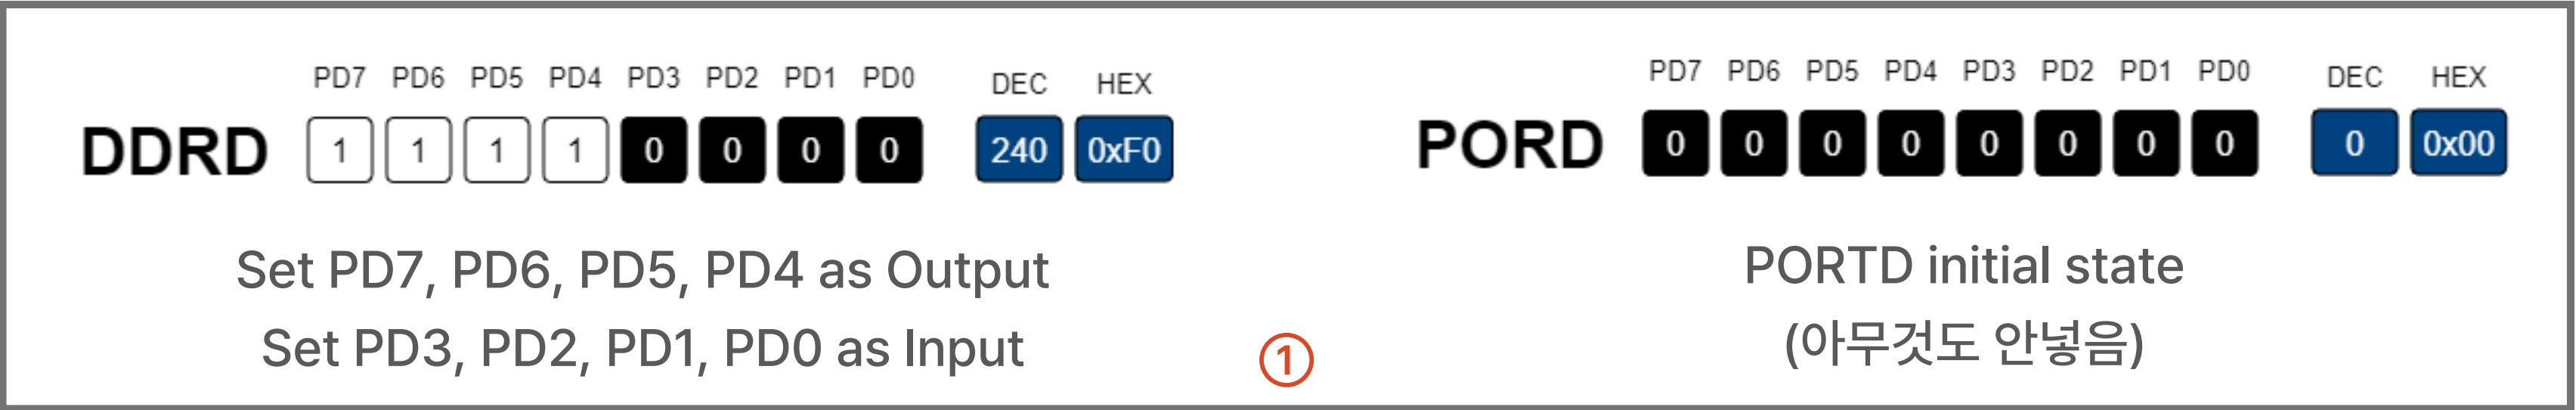 PD7 PD6 PD5 PD4 PD3 PD2 PD1 PD0 DEC HEX
DDRD 1 1 1 1 0 0 0 0 240 0xF0
Set PD7, PD6, PD5, PD4 as Output
Set PD3, PD2, PD1, PD0 as Input
①
PD7 PD6 PD5 PD4 PD3 PD2 PD1 PD0 DEC HEX
PORD 0 0 0 0 0 0 0 0 0 0x00
PORTD initial state
(아무것도 안넣음)